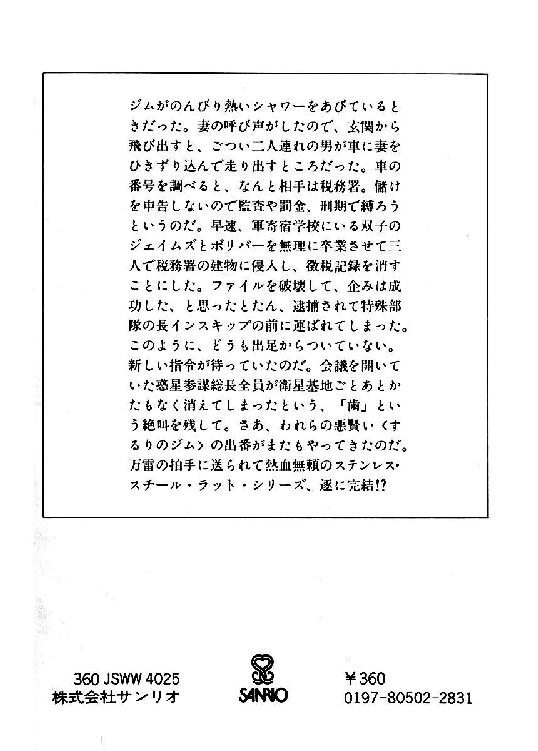 ジムがのんびり熱いシャワーをあびていると
きだった。妻の呼び声がしたので、玄関から
飛び出すと、ごつい二人連れの男が車に妻を
ひきずり込んで走り出すところだった。車の
番号を調べると、なんと相手は税務署。儲け
を申告しないので監査や罰金、刑期で縛ろう
というのだ。早速、軍寄宿学校にいる双子の
ジェイムズとボリバーを無理に卒業させて三
人で税務署の建物に侵入し、徴税記録を消す
ことにした。ファイルを破壊して、企みは成
功した、と思ったとたん、逮捕されて特殊部
隊の長インスキップの前に運ばれてしまった。
このように、どうも出足からついていない。
新しい指令が待っていたのだ。会議を開いて
いた惑星参謀総長全員が衛星基地ごとあとか
たもなく消えてしまったという、「歯」とい
う絶叫を残して。さあ、われらの悪賢い〈す
るりのジム〉の出番がまたもやってきたのだ。
万雷の拍手に送られて熱血無頼のステンレス・
スチール・ラット・シリーズ、遂に完結!?
360 JSWW 4025
株式会社サンリオ
SANRIO
¥360
0197-80502-2831